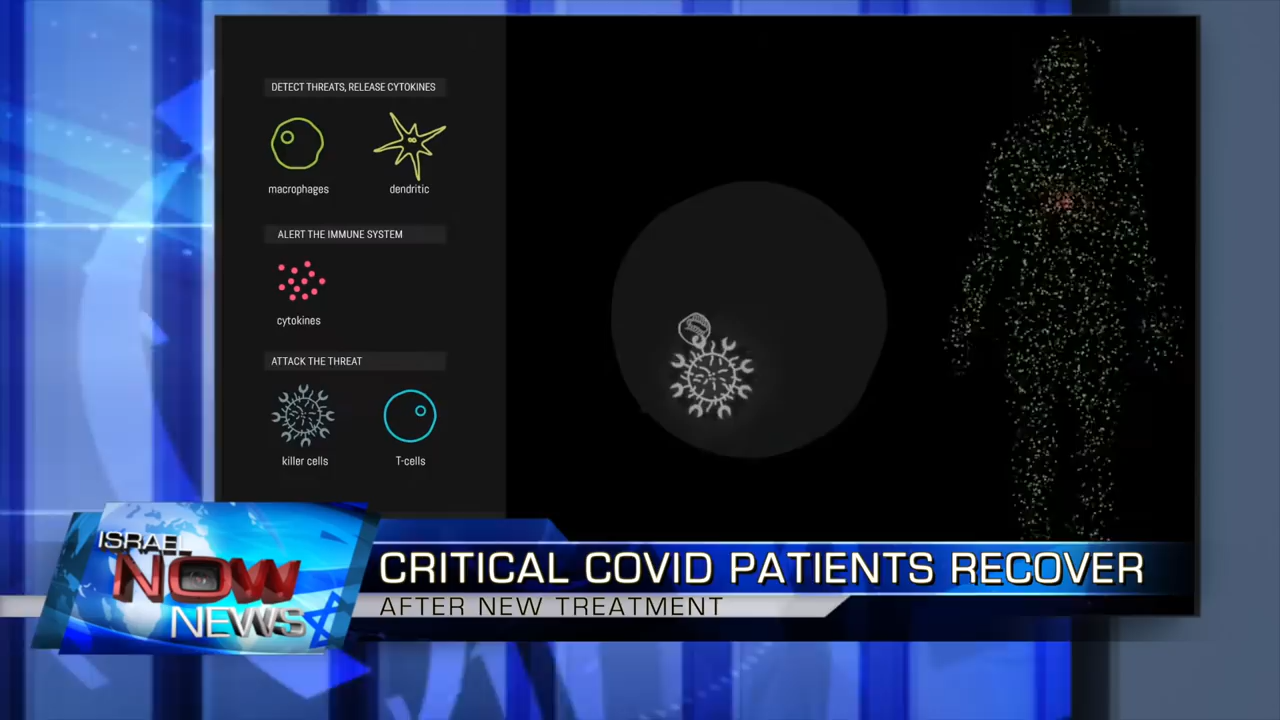 DETECT THREATS, RELEASE CYTOKINES
macrophages
dendritic
ALERT THE IMMUNE SYSTEM
cytokines
ATTACK THE THREAT
killer cells
T-cells
ISRAEL
NOW
NEWS
CRITICAL COVID PATIENTS RECOVER
AFTER NEW TREATMENT